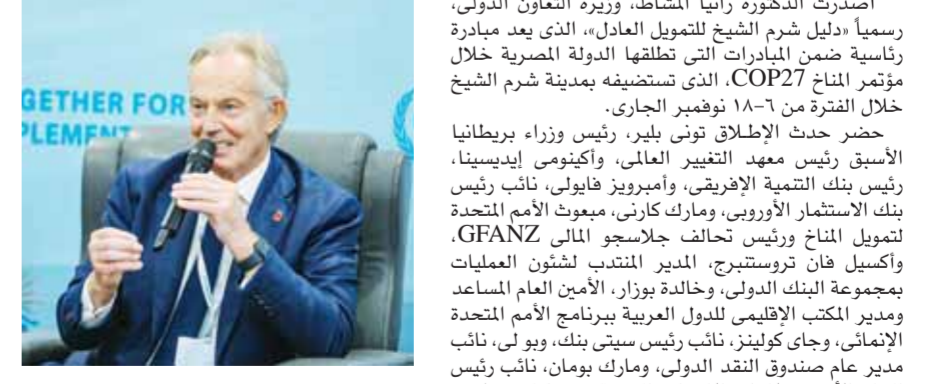 أصدرت الدكتورة رانيا المشاط، وزيرة التعاون الدولى،
رسمياً «دليل شرم الشيخ للتمويل العادل»، الذى يعد مبادرة
رئاسية ضمن المبادرات التى تطلقها الدولة المصرية خلال
مؤتمر المناخ COP27، الذى تستضيفه بمدينة شرم الشيخ
خلال الفترة من ٦-١٨ نوفمبر الجارى.
حضر حدث الإطلاق تونى بلير، رئيس وزراء بريطانيا
الأسبق رئيس معهد التغيير العالمى، وأكينومى إيديسينا،
رئيس بنك التنمية الإفريقى، وأمبرويز فايولى، نائب رئيس
بنك الاستثمار الأوروبى، ومارك كارنى، مبعوث الأمم المتحدة
لتمويل المناخ ورئيس تحالف جلاسجو المالى GFANZ،
وأكسيل فان تروستنبرج، المدير المنتدب لشئون العمليات
بمجموعة البنك الدولى، وخالدة بوزار، الأمين العام المساعد
ومدير المكتب الإقليمى للدول العربية ببرنامج الأمم المتحدة
الإنمائى، وجاى كولينز، نائب رئيس سيتى بنك، وبو لى، نائب
مدير عام صندوق النقد الدولى، ومارك بومان، نائب رئيس
GETHER FOR
PLEMENT